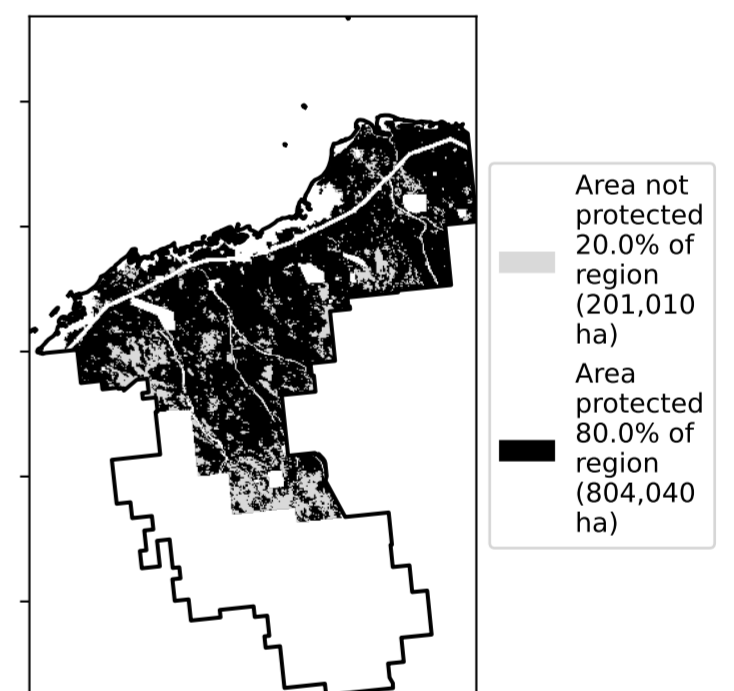 Area not
protected
20.0% of
region
(201,010
ha)
Area
protected
80.0% of
region
(804,040
ha)